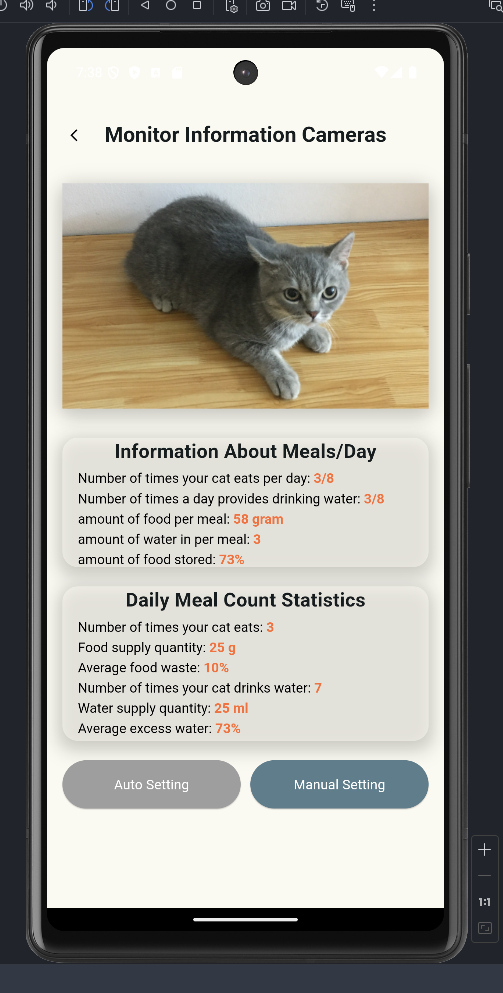 Monitor Information Cameras
Information About Meals/Day
Number of times your cat eats per day: 3/8
Number of times a day provides drinking water: 3/8
amount of food per meal: 58 gram
amount of water in per meal: 3
amount of food stored: 73%
Daily Meal Count Statistics
Number of times your cat eats: 3
Food supply quantity: 25 g
Average food waste: 10%
Number of times your cat drinks water: 7
Water supply quantity: 25 ml
Average excess water: 73%
Auto Setting
Manual Setting
1:1